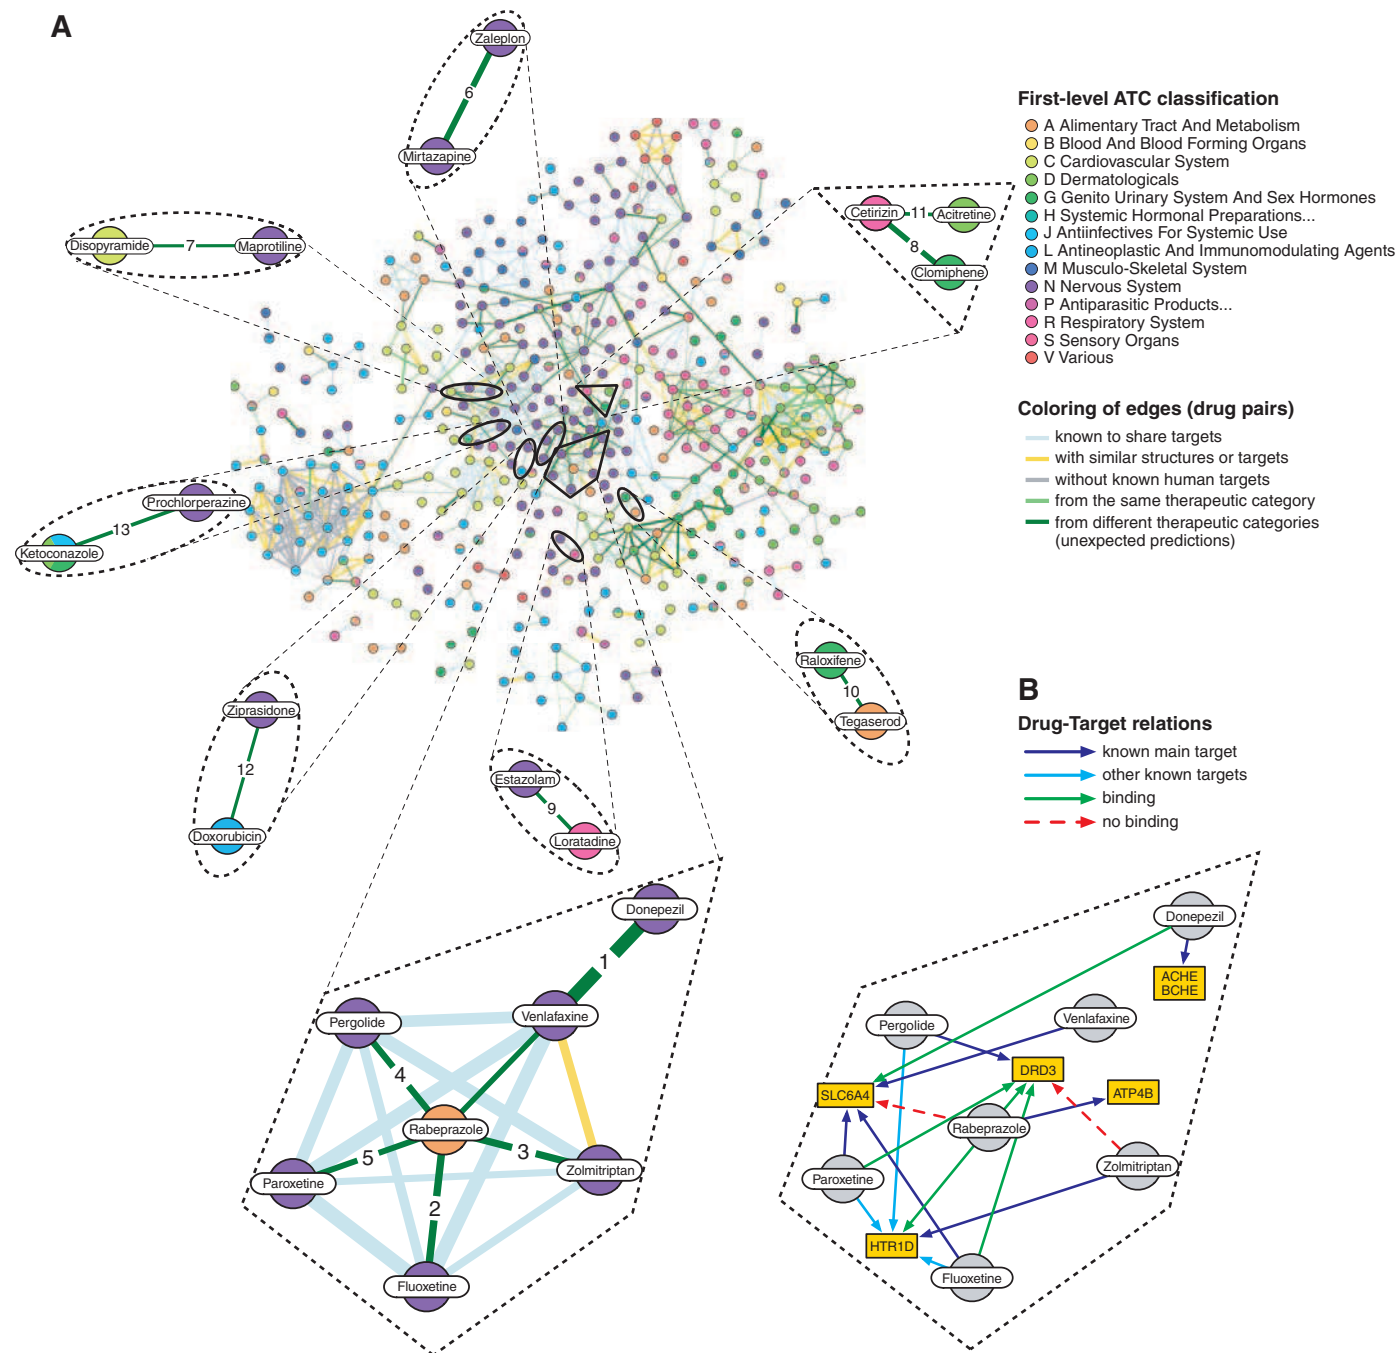 A
Zaleplon
6
Mirtazapine
Disopyramide
7
Maprotiline
Cetirizin
11
Acitretine
8
Clomiphene
First-level ATC classification
A Alimentary Tract And Metabolism
B Blood And Blood Forming Organs
C Cardiovascular System
D Dermatologicals
G Genito Urinary System And Sex Hormones
H Systemic Hormonal Preparations...
J Antiinfectives For Systemic Use
L Antineoplastic And Immunomodulating Agents
M Musculo-Skeletal System
N Nervous System
P Antiparasitic Products...
R Respiratory System
S Sensory Organs
V Various
Coloring of edges (drug pairs)
known to share targets
with similar structures or targets
without known human targets
from the same therapeutic category
from different therapeutic categories
(unexpected predictions)
Prochlorperazine
13
Ketoconazole
Raloxifene
10
Tegaserod
Ziprasidone
12
Doxorubicin
Estazolam
9
Loratadine
Donepezil
1
Pergolide
Venlafaxine
4
Rabeprazole
5
3
Paroxetine
Zolmitriptan
2
Fluoxetine
B
Drug-Target relations
known main target
other known targets
binding
no binding
Donepezil
ACHE
BCHE
Pergolide
Venlafaxine
DRD3
SLC6A4
ATP4B
Rabeprazole
Paroxetine
Zolmitriptan
HTR1D
Fluoxetine